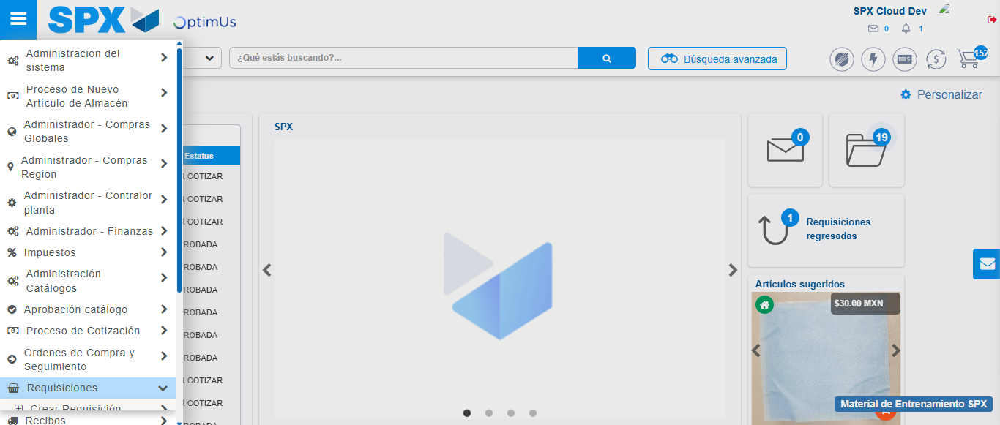 SPX
OptimUs
SPX Cloud Dev
0
1
¿Qué estás buscando?...
Búsqueda avanzada
$
152
Personalizar
Administracion del
sistema
Proceso de Nuevo
Artículo de Almacén
Administrador - Compras
Globales
Administrador - Compras
Region
Administrador - Contralor
planta
Administrador - Finanzas
Impuestos
Administración
Catálogos
Aprobación catálogo
Proceso de Cotización
Ordenes de Compra y
Seguimiento
Requisiciones
Crear Requisición
Recibos
Estatus
R COTIZAR
R COTIZAR
R COTIZAR
ROBADA
ROBADA
ROBADA
ROBADA
ROBADA
ROBADA
R COTIZAR
R COTIZAR
ROBADA
SPX
0
19
1
Requisiciones
regresadas
Artículos sugeridos
$30.00 MXN
Material de Entrenamiento SPX